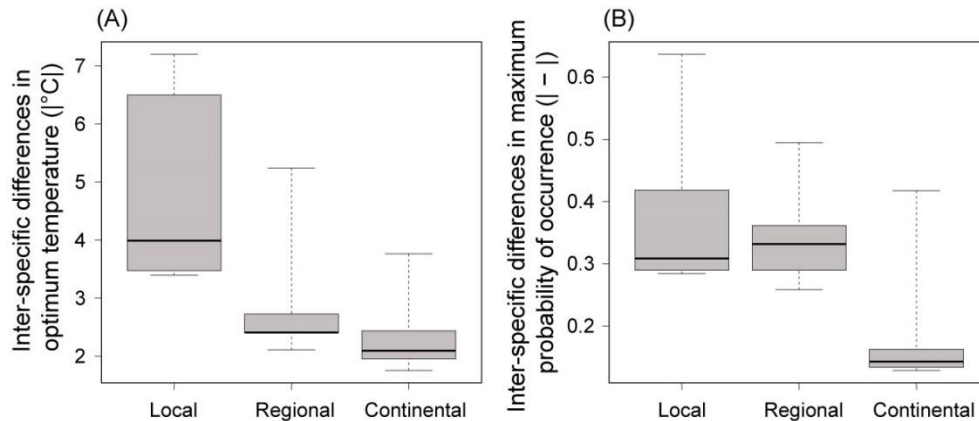 (A)
Inter-specific differences in
optimum temperature (|°C|)
7
6
5
4
3
2
Local Regional Continental
(B)
Inter-specific differences in maximum
probability of occurrence (| − |)
0.6
0.5
0.4
0.3
0.2
Local Regional Continental